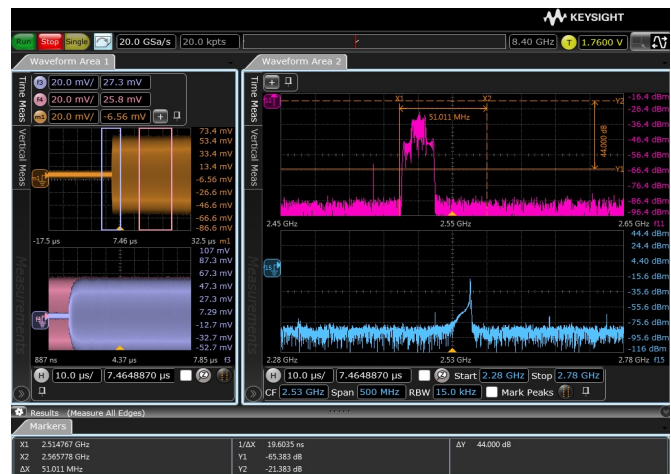 KEYSIGHT
Run Stop Single 20.0 GSa/s 20.0 kpts 8.40 GHz T 1.7600 V
Waveform Area 1
Waveform Area 2
Time Meas
Vertical Meas
Measurements
f3 20.0 mV/ 27.3 mV
f4 20.0 mV/ 25.8 mV
m1 20.0 mV/ -6.56 mV
73.4 mV
53.4 mV
33.4 mV
13.4 mV
-6.56 mV
-26.6 mV
-46.6 mV
-66.6 mV
-86.6 mV
m1
-17.5 µs 7.46 µs 32.5 µs m1
107 mV
87.3 mV
67.3 mV
47.3 mV
27.3 mV
7.29 mV
-12.7 mV
-32.7 mV
-52.7 mV
887 ns 4.37 µs 7.85 µs f3
H 10.0 µs/ 7.4648870 µs
Time Meas
Vertical Meas
Measurements
X1 X2
51.011 MHz
44.000 dB
Y2
Y1
-16.4 dBm
-26.4 dBm
-36.4 dBm
-46.4 dBm
-56.4 dBm
-66.4 dBm
-76.4 dBm
-86.4 dBm
-96.4 dBm
2.45 GHz 2.55 GHz 2.65 GHz f11
44.4 dBm
24.4 dBm
4.40 dBm
-15.6 dBm
-35.6 dBm
-55.6 dBm
-75.6 dBm
-95.6 dBm
-116 dBm
2.28 GHz 2.53 GHz 2.78 GHz f15
H 10.0 µs/ 7.4648870 µs Start 2.28 GHz Stop 2.78 GHz
CF 2.53 GHz Span 500 MHz RBW 15.0 kHz Mark Peaks
Results (Measure All Edges)
Markers
X1 2.514767 GHz 1/ΔX 19.6035 ns ΔY 44.000 dB
X2 2.565778 GHz Y1 -65.383 dB
ΔX 51.011 MHz Y2 -21.383 dB